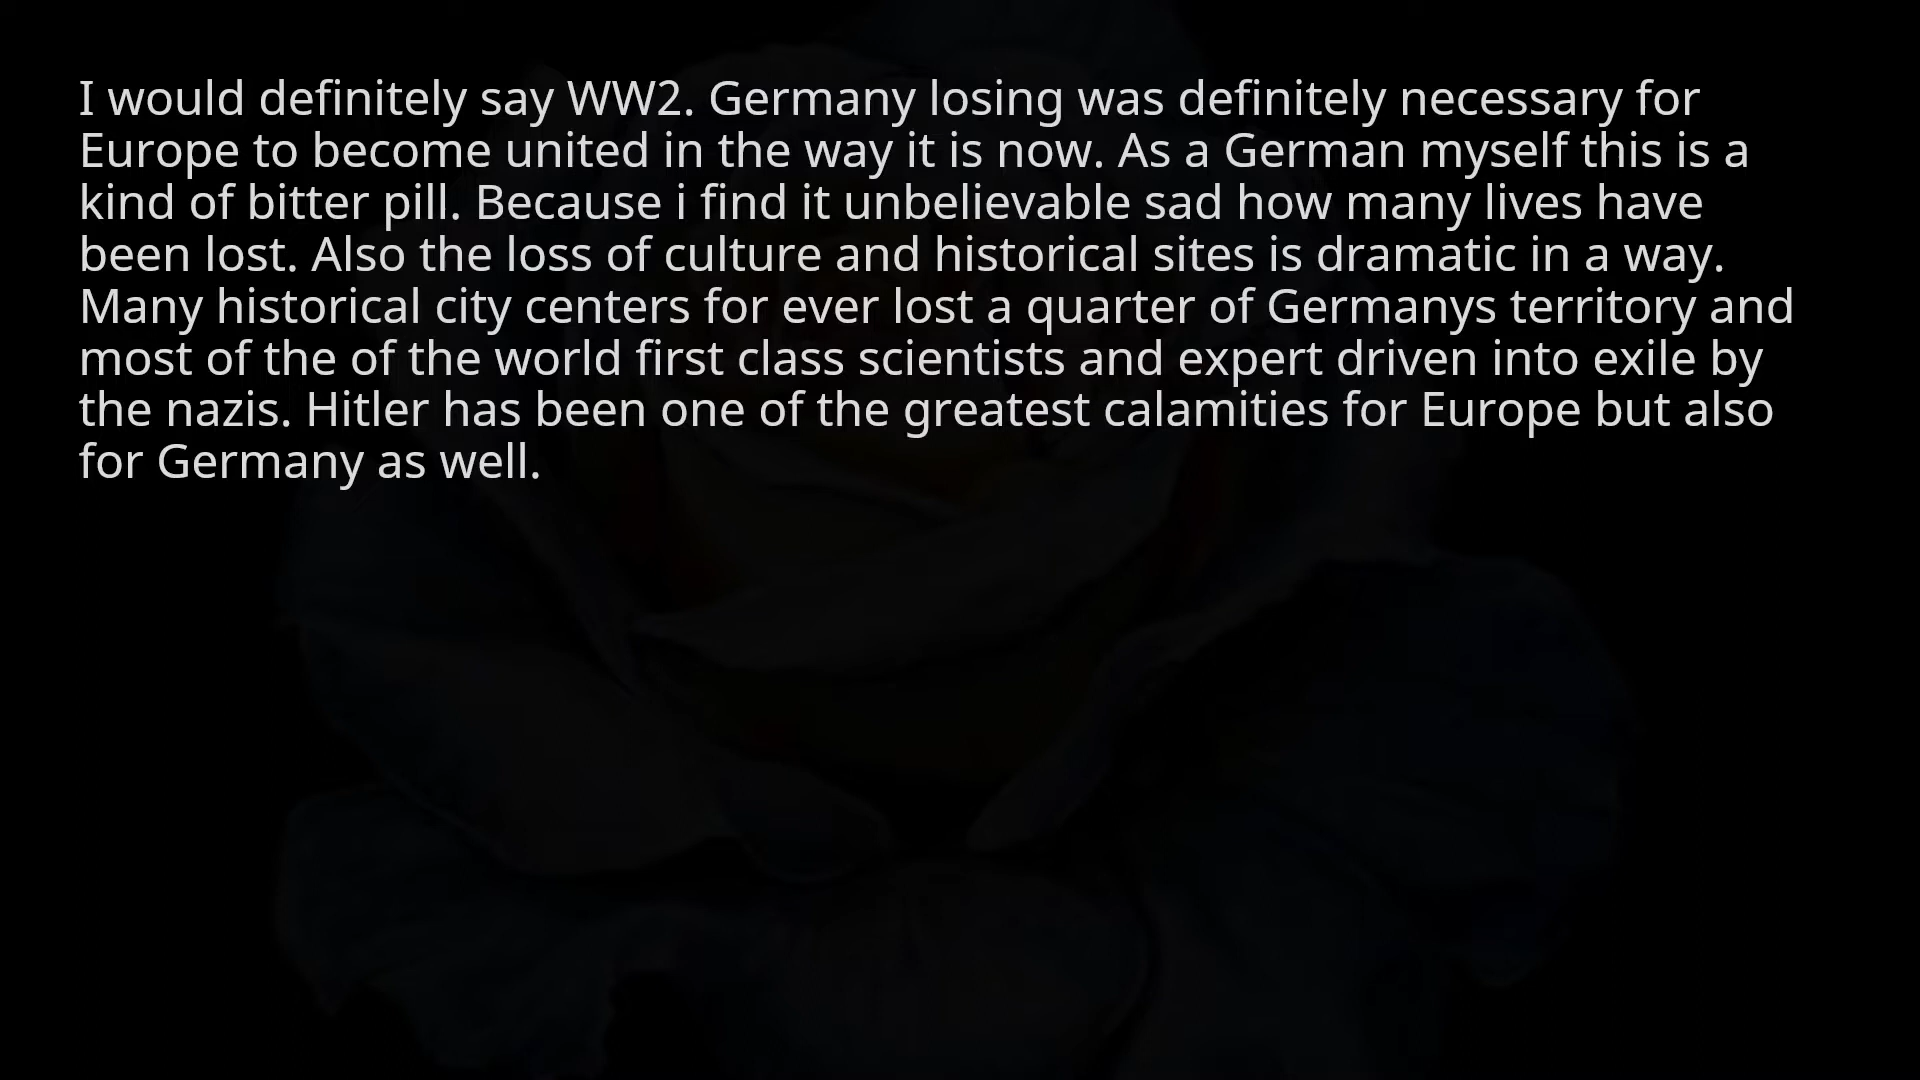 I would definitely say WW2. Germany losing was definitely necessary for
Europe to become united in the way it is now. As a German myself this is a
kind of bitter pill. Because i find it unbelievable sad how many lives have
been lost. Also the loss of culture and historical sites is dramatic in a way.
Many historical city centers for ever lost a quarter of Germanys territory and
most of the of the world first class scientists and expert driven into exile by
the nazis. Hitler has been one of the greatest calamities for Europe but also
for Germany as well.